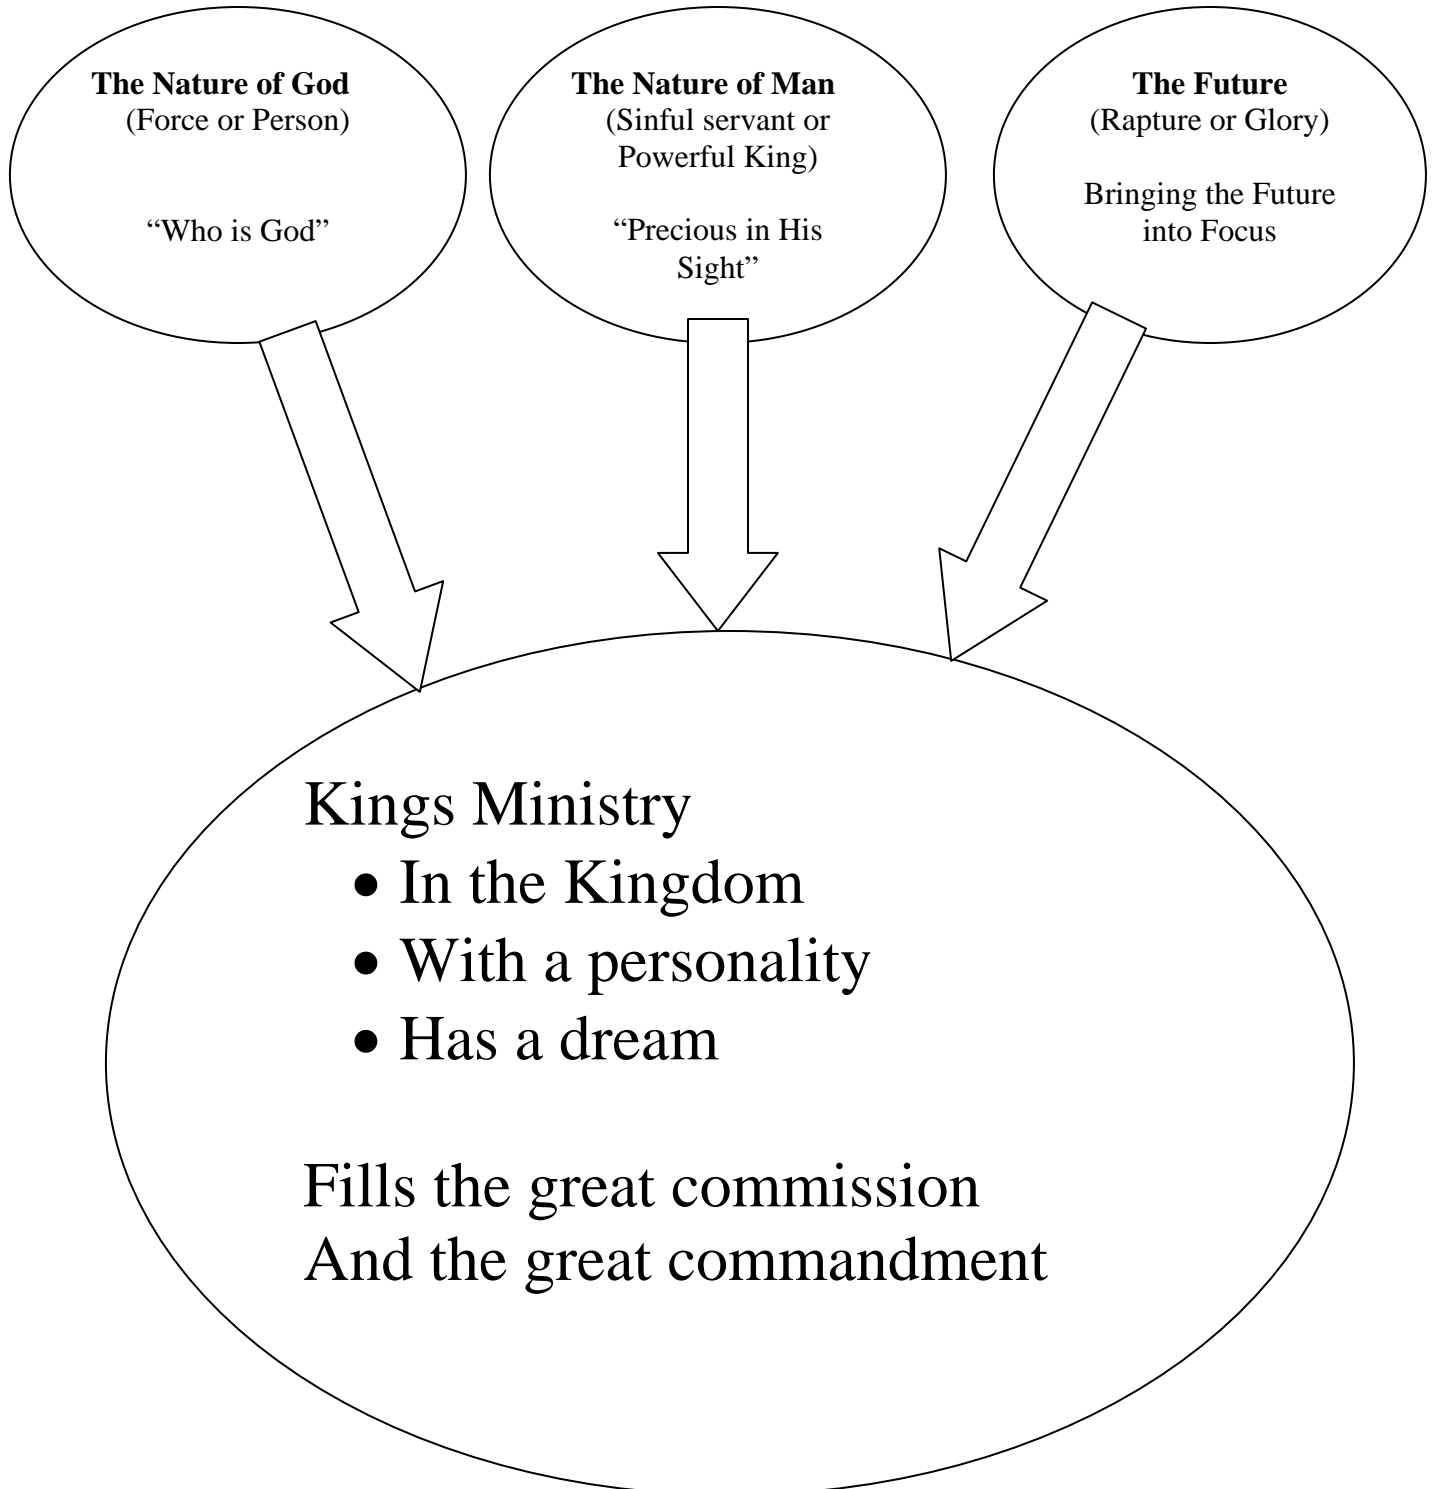 The Nature of God
(Force or Person)
“Who is God”
The Nature of Man
(Sinful servant or
Powerful King)
“Precious in His
Sight”
The Future
(Rapture or Glory)
Bringing the Future
into Focus
Kings Ministry
• In the Kingdom
• With a personality
• Has a dream
Fills the great commission
And the great commandment